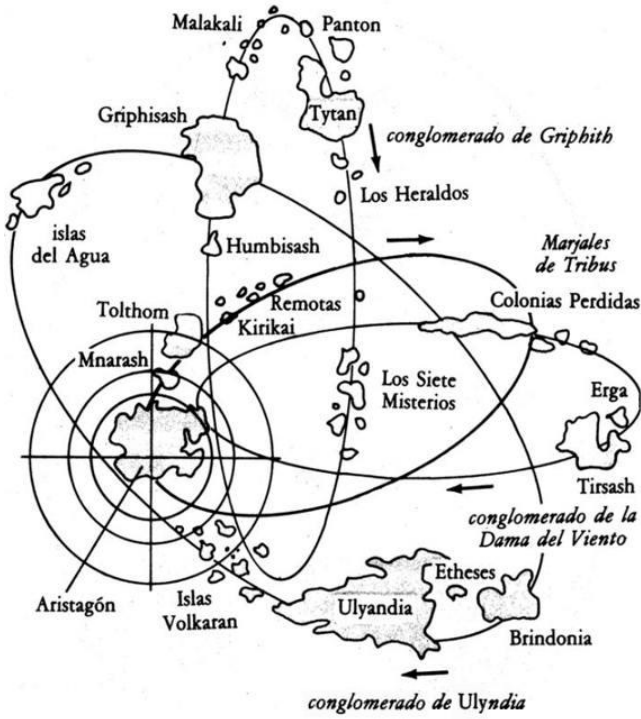 Malakali
Panton
Griphisash
Tytan
conglomerado de Griphith
Los Heraldos
islas
del Agua
Humbisash
Marjales
de Tribus
Remotas
Kirikai
Colonias Perdidas
Tolthom
Mnarash
Los Siete
Misterios
Erga
Tirsash
conglomerado de la
Dama del Viento
Aristagón
Islas
Volkaran
Ulyandia
Etheses
Brindonia
conglomerado de Ulyndia